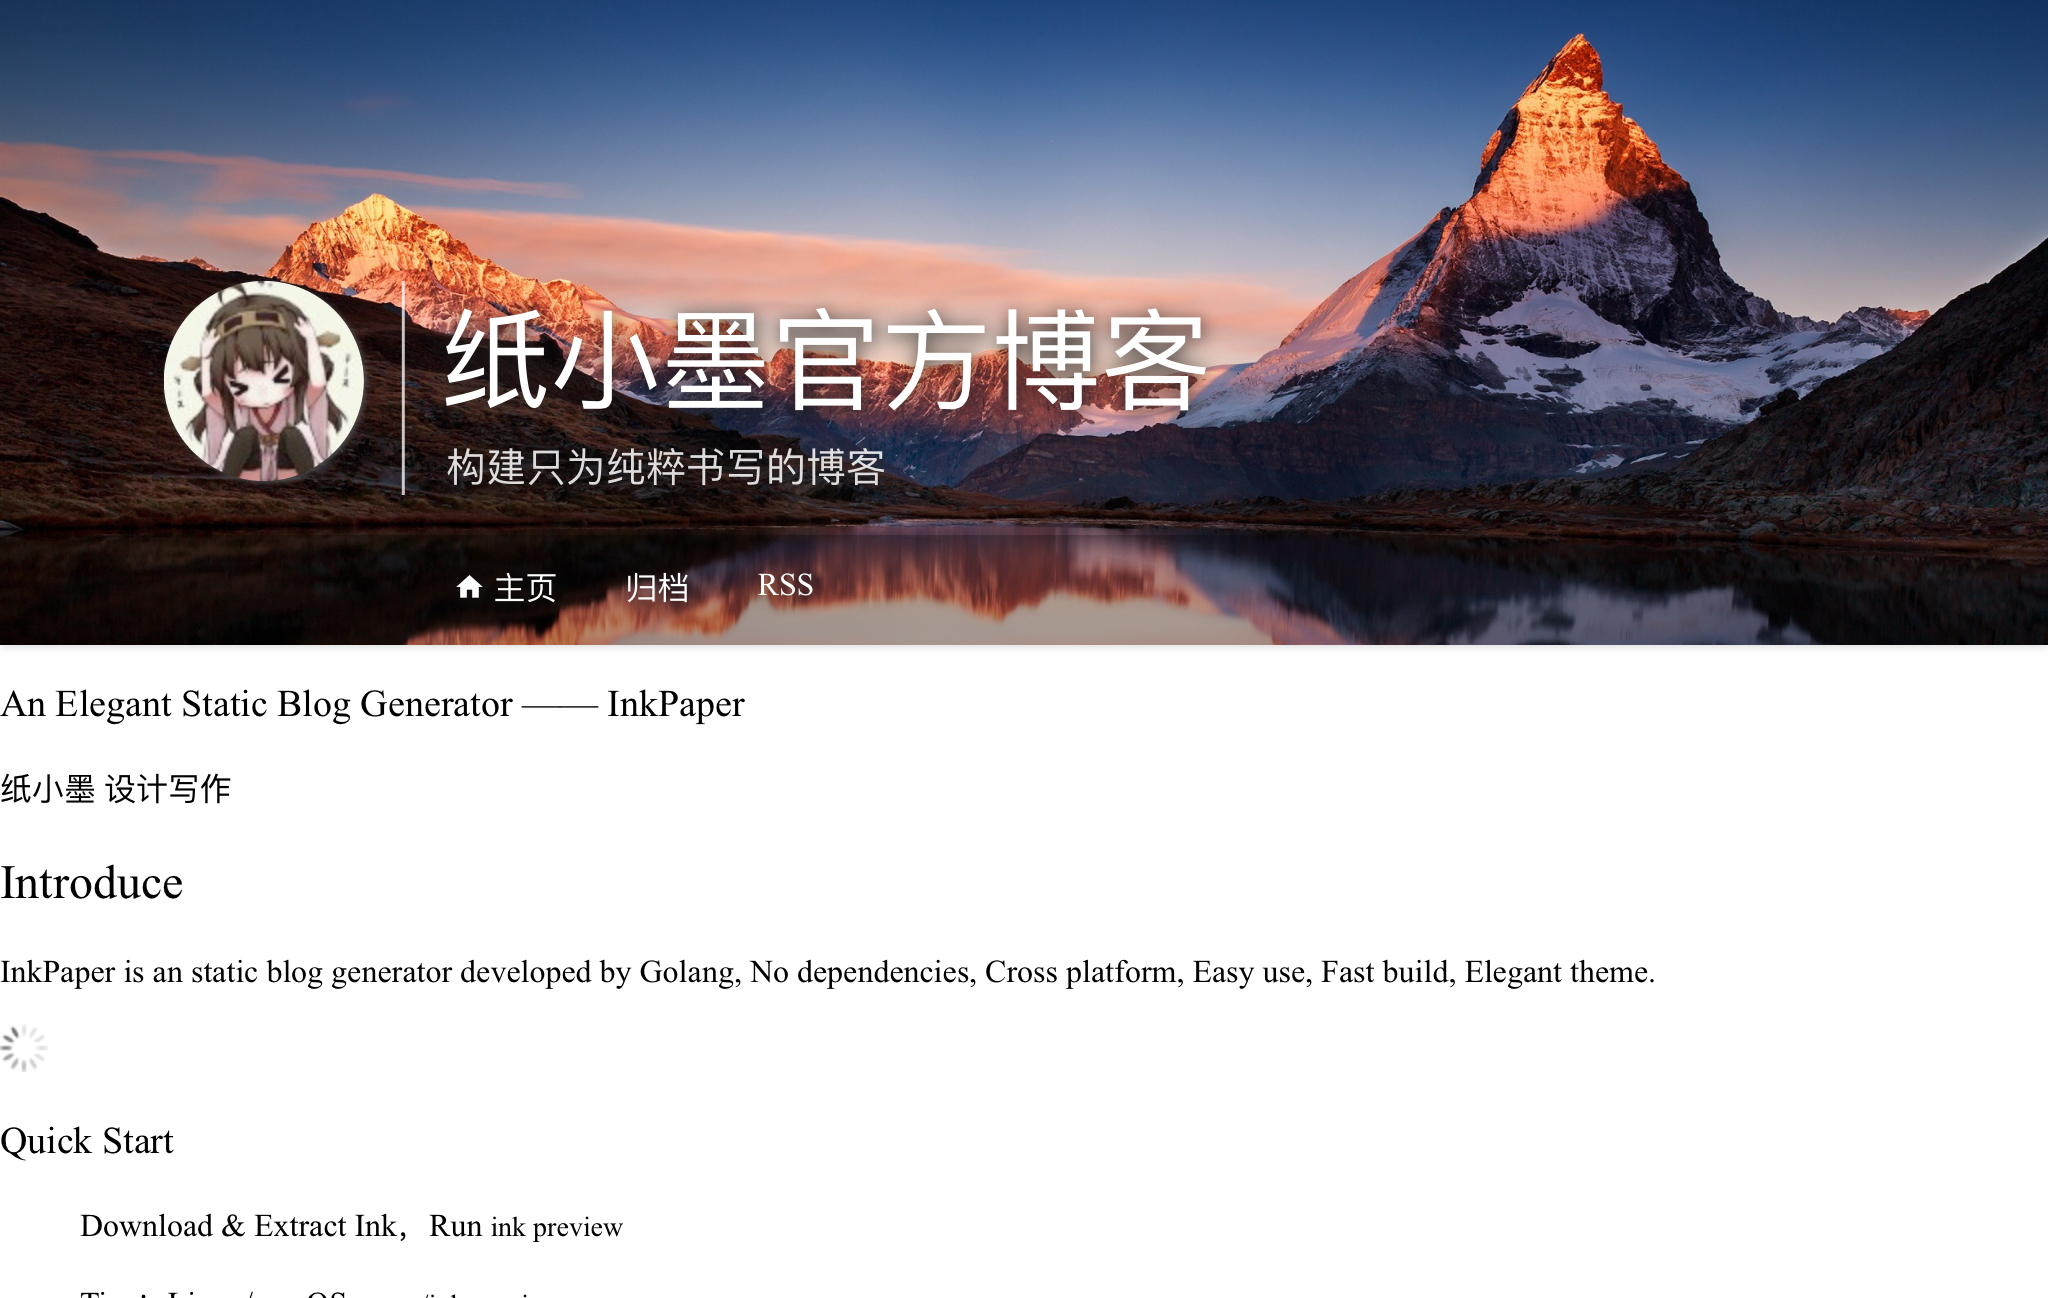 纸小墨官方博客
构建只为纯粹书写的博客
主页 归档 RSS
An Elegant Static Blog Generator —— InkPaper
纸小墨 设计写作
Introduce
InkPaper is an static blog generator developed by Golang, No dependencies, Cross platform, Easy use, Fast build, Elegant theme.
Quick Start
Download & Extract Ink，Run ink preview